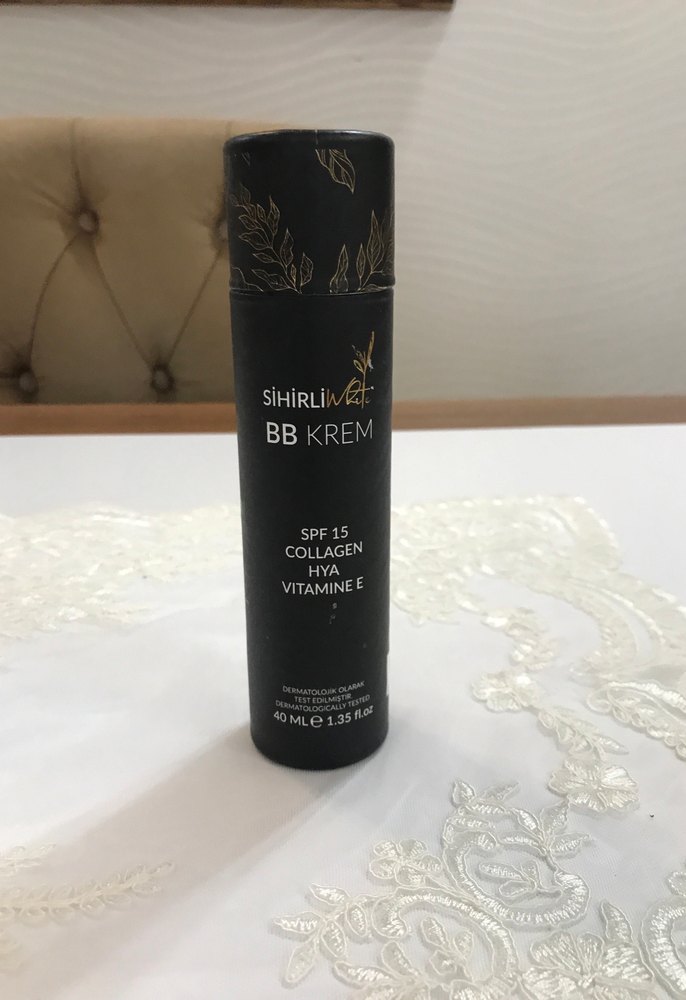 SİHİRLİWhite
BB KREM
SPF 15
COLLAGEN
HYA
VITAMINE E
DERMATOLOJİK OLARAK
TEST EDİLMİŞTİR
DERMATOLOGICALLY TESTED
40 ML ℮ 1.35 fl.oz